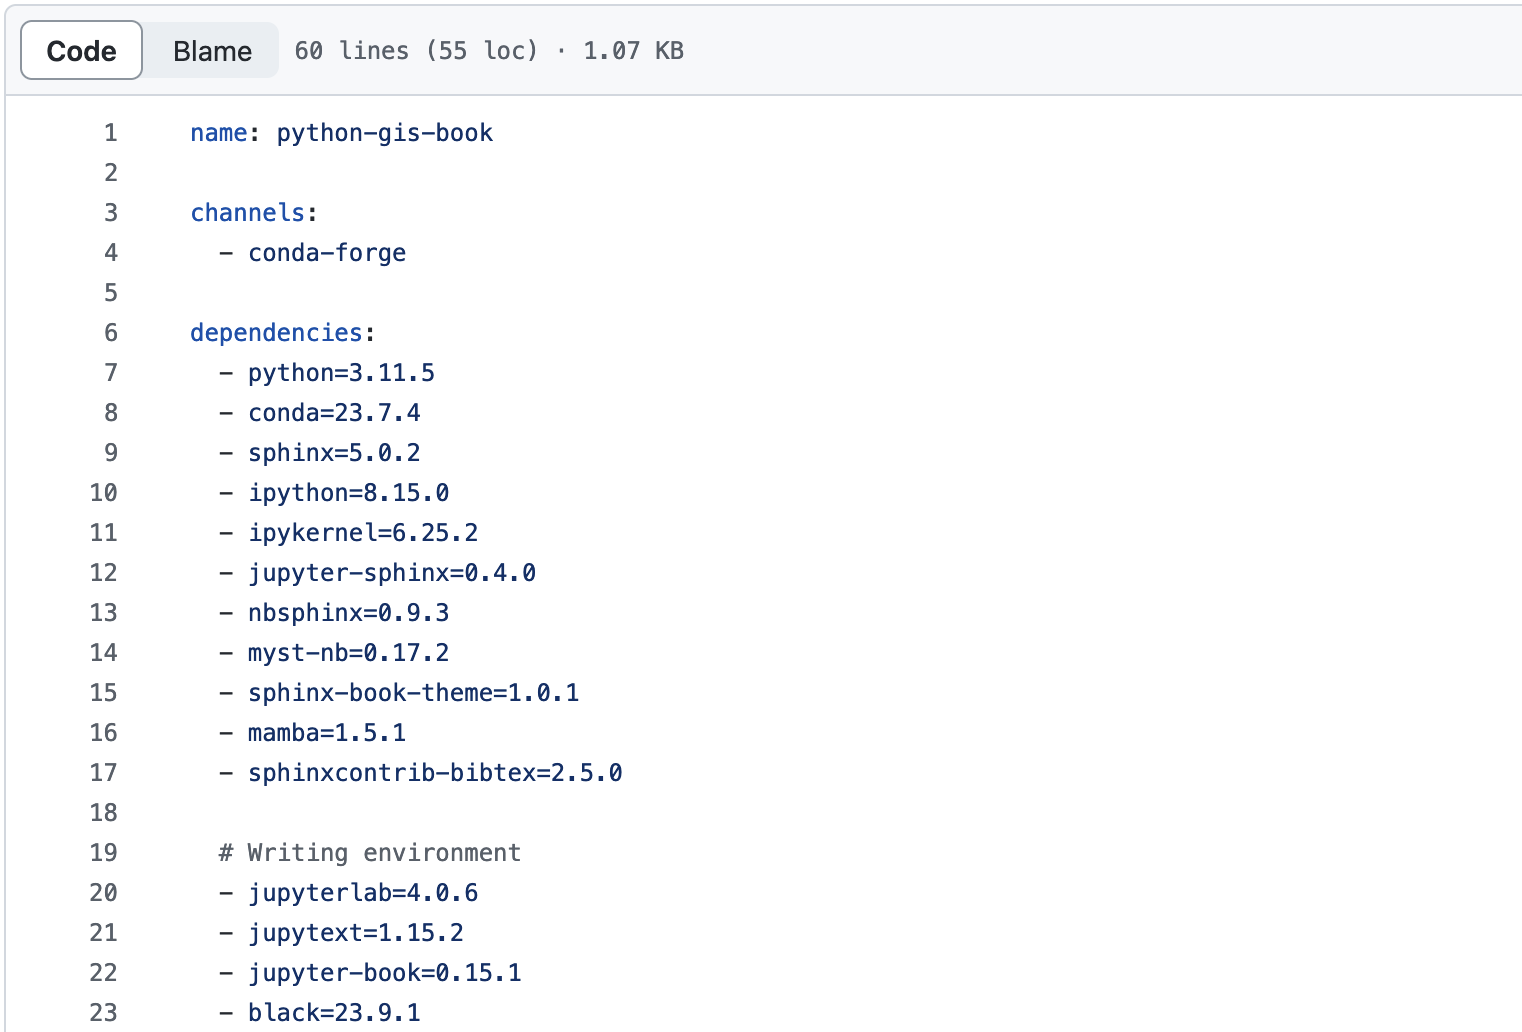 Code Blame 60 lines (55 loc) · 1.07 KB
1 name: python-gis-book
2
3 channels:
4 - conda-forge
5
6 dependencies:
7 - python=3.11.5
8 - conda=23.7.4
9 - sphinx=5.0.2
10 - ipython=8.15.0
11 - ipykernel=6.25.2
12 - jupyter-sphinx=0.4.0
13 - nbsphinx=0.9.3
14 - myst-nb=0.17.2
15 - sphinx-book-theme=1.0.1
16 - mamba=1.5.1
17 - sphinxcontrib-bibtex=2.5.0
18
19 # Writing environment
20 - jupyterlab=4.0.6
21 - jupytext=1.15.2
22 - jupyter-book=0.15.1
23 - black=23.9.1